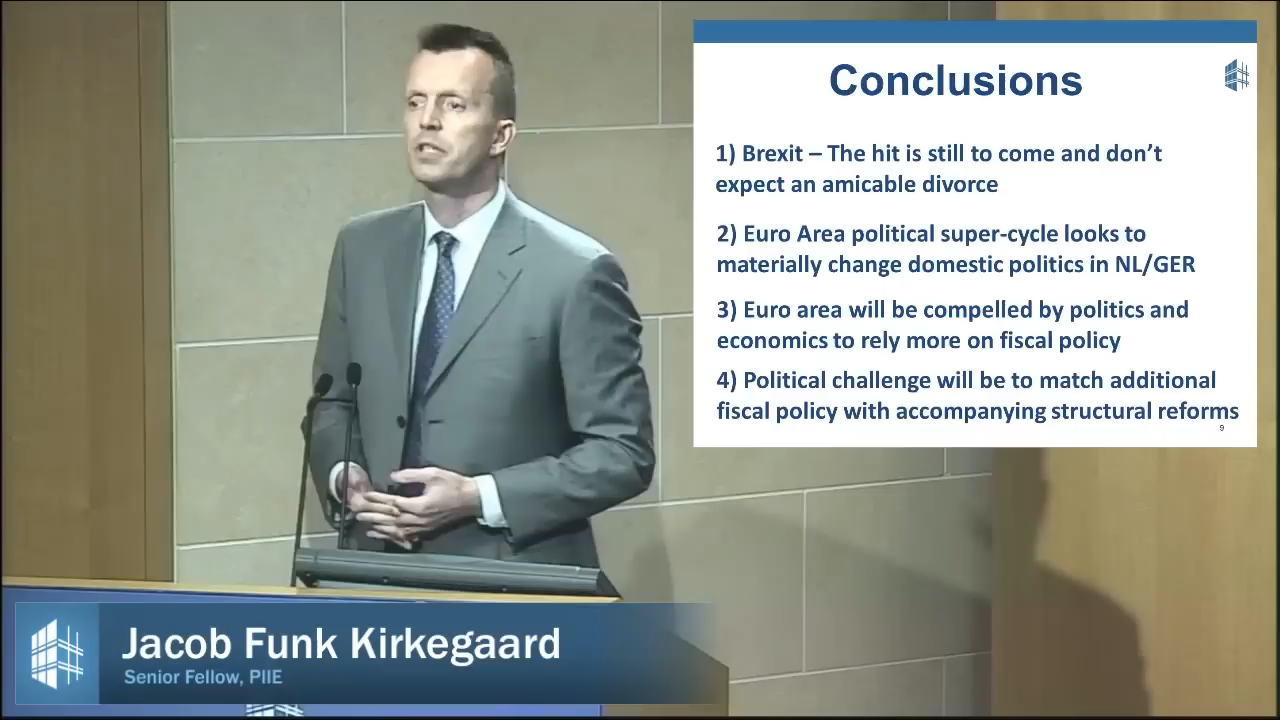 Conclusions
1) Brexit – The hit is still to come and don’t
expect an amicable divorce
2) Euro Area political super-cycle looks to
materially change domestic politics in NL/GER
3) Euro area will be compelled by politics and
economics to rely more on fiscal policy
4) Political challenge will be to match additional
fiscal policy with accompanying structural reforms
9
Jacob Funk Kirkegaard
Senior Fellow, PIIE